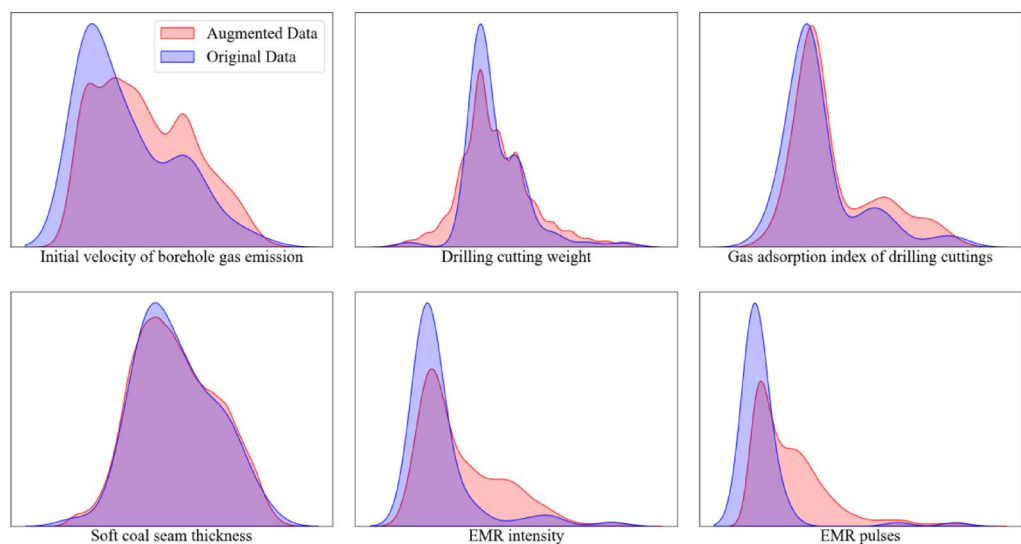 Augmented Data
Original Data
Initial velocity of borehole gas emission
Drilling cutting weight
Gas adsorption index of drilling cuttings
Soft coal seam thickness
EMR intensity
EMR pulses